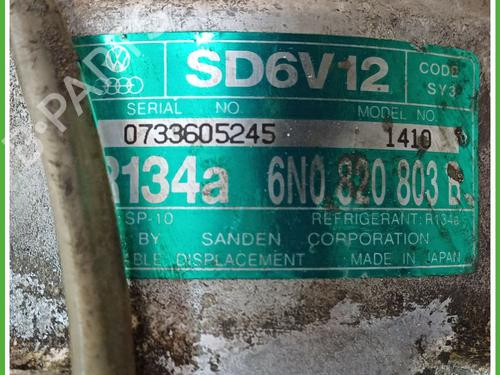 SD6V12
CODE
SY3
SERIAL NO.
MODEL NO.
0733605245
1410
R134a 6N0 820 803 B
SP-10
REFRIGERANT: R134a
BY SANDEN CORPORATION
DISPLACEMENT
MADE IN JAPAN